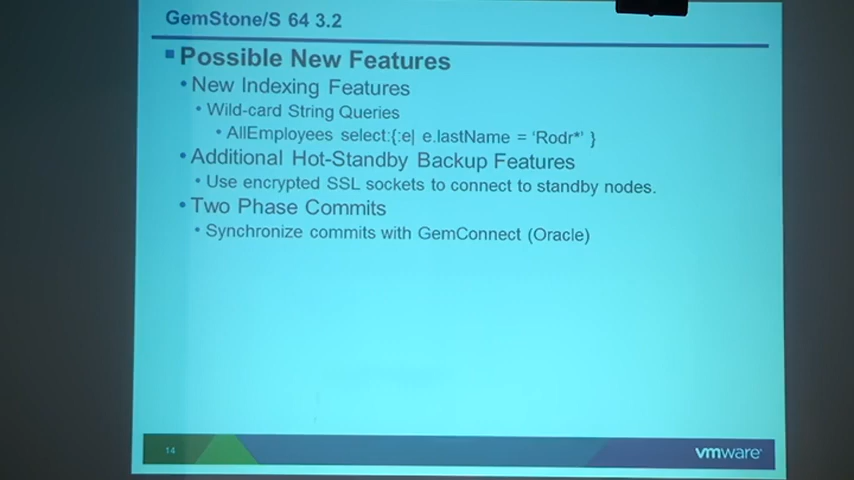 GemStone/S 64 3.2
Possible New Features
• New Indexing Features
• Wild-card String Queries
• AllEmployees select:{:e| e.lastName = ‘Rodr*’ }
• Additional Hot-Standby Backup Features
• Use encrypted SSL sockets to connect to standby nodes.
• Two Phase Commits
• Synchronize commits with GemConnect (Oracle)
14
vmware